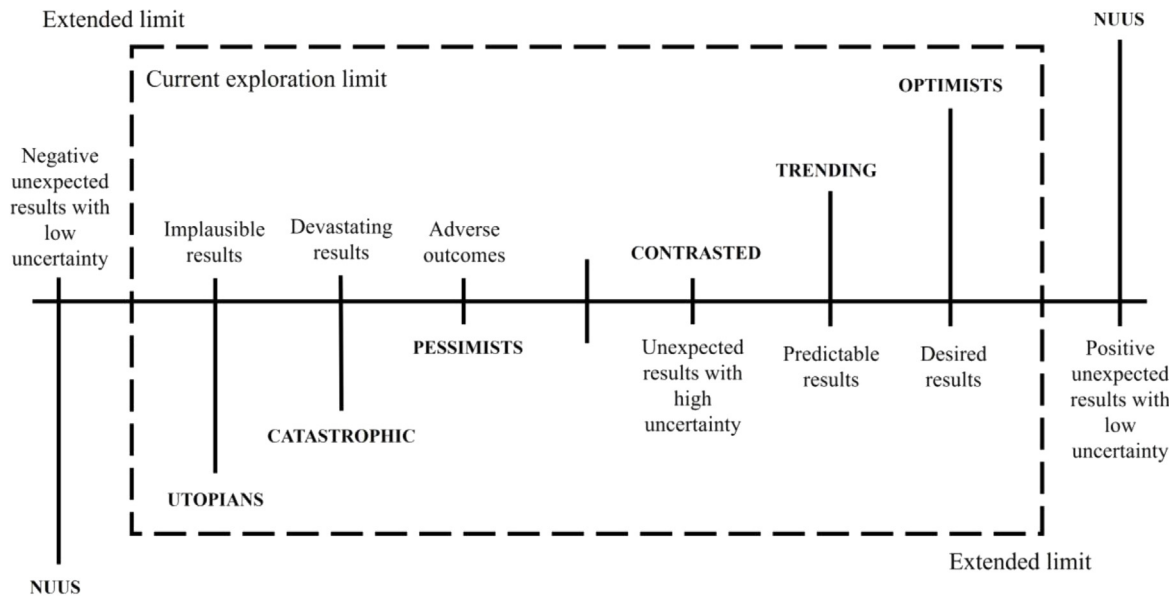 Extended limit
NUUS
Current exploration limit
OPTIMISTS
Negative
unexpected
results with
low
uncertainty
TRENDING
Implausible
results
Devastating
results
Adverse
outcomes
CONTRASTED
PESSIMISTS
Unexpected
results with
high
uncertainty
Predictable
results
Desired
results
Positive
unexpected
results with
low
uncertainty
CATASTROPHIC
UTOPIANS
Extended limit
NUUS